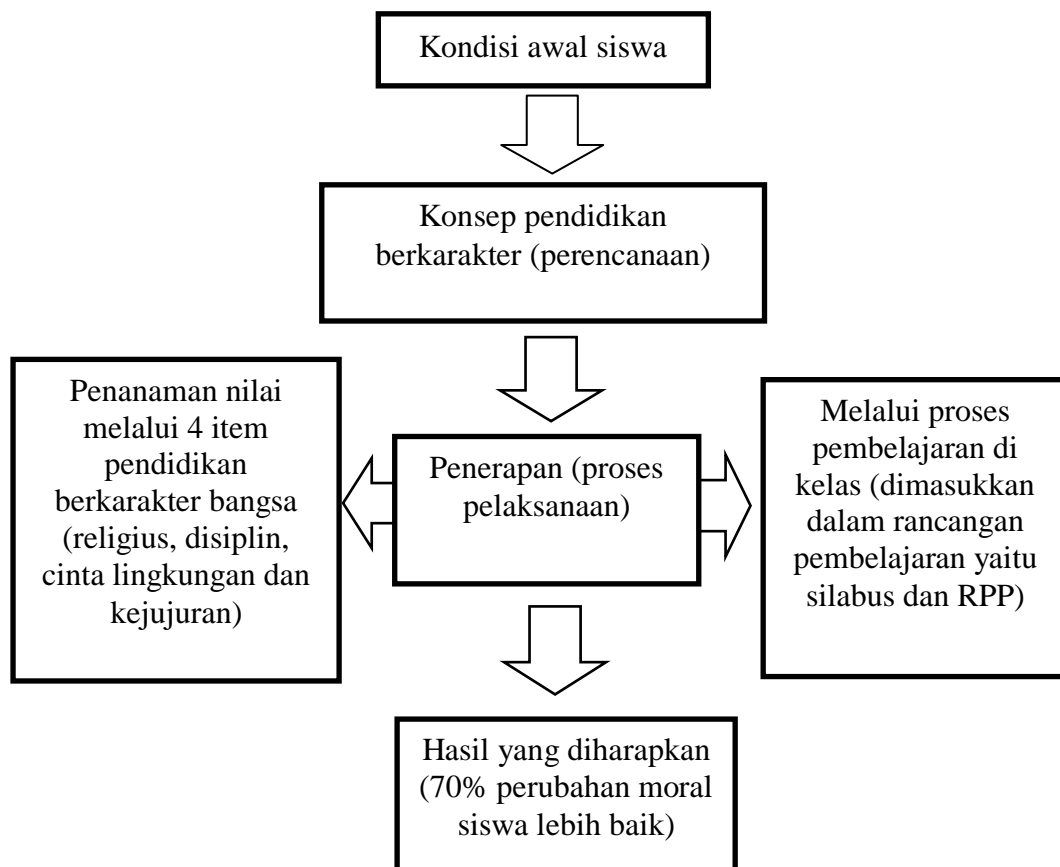 Kondisi awal siswa
Konsep pendidikan
berkarakter (perencanaan)
Penanaman nilai
melalui 4 item
pendidikan
berkarakter bangsa
(religius, disiplin,
cinta lingkungan dan
kejujuran)
Penerapan (proses
pelaksanaan)
Melalui proses
pembelajaran di
kelas (dimasukkan
dalam rancangan
pembelajaran yaitu
silabus dan RPP)
Hasil yang diharapkan
(70% perubahan moral
siswa lebih baik)